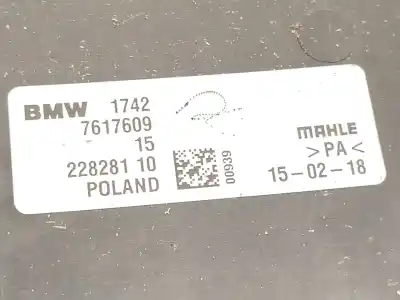 BMW 1742
7617609
15
228281 10
POLAND
00939
MAHLE
>PA<
15-02-18